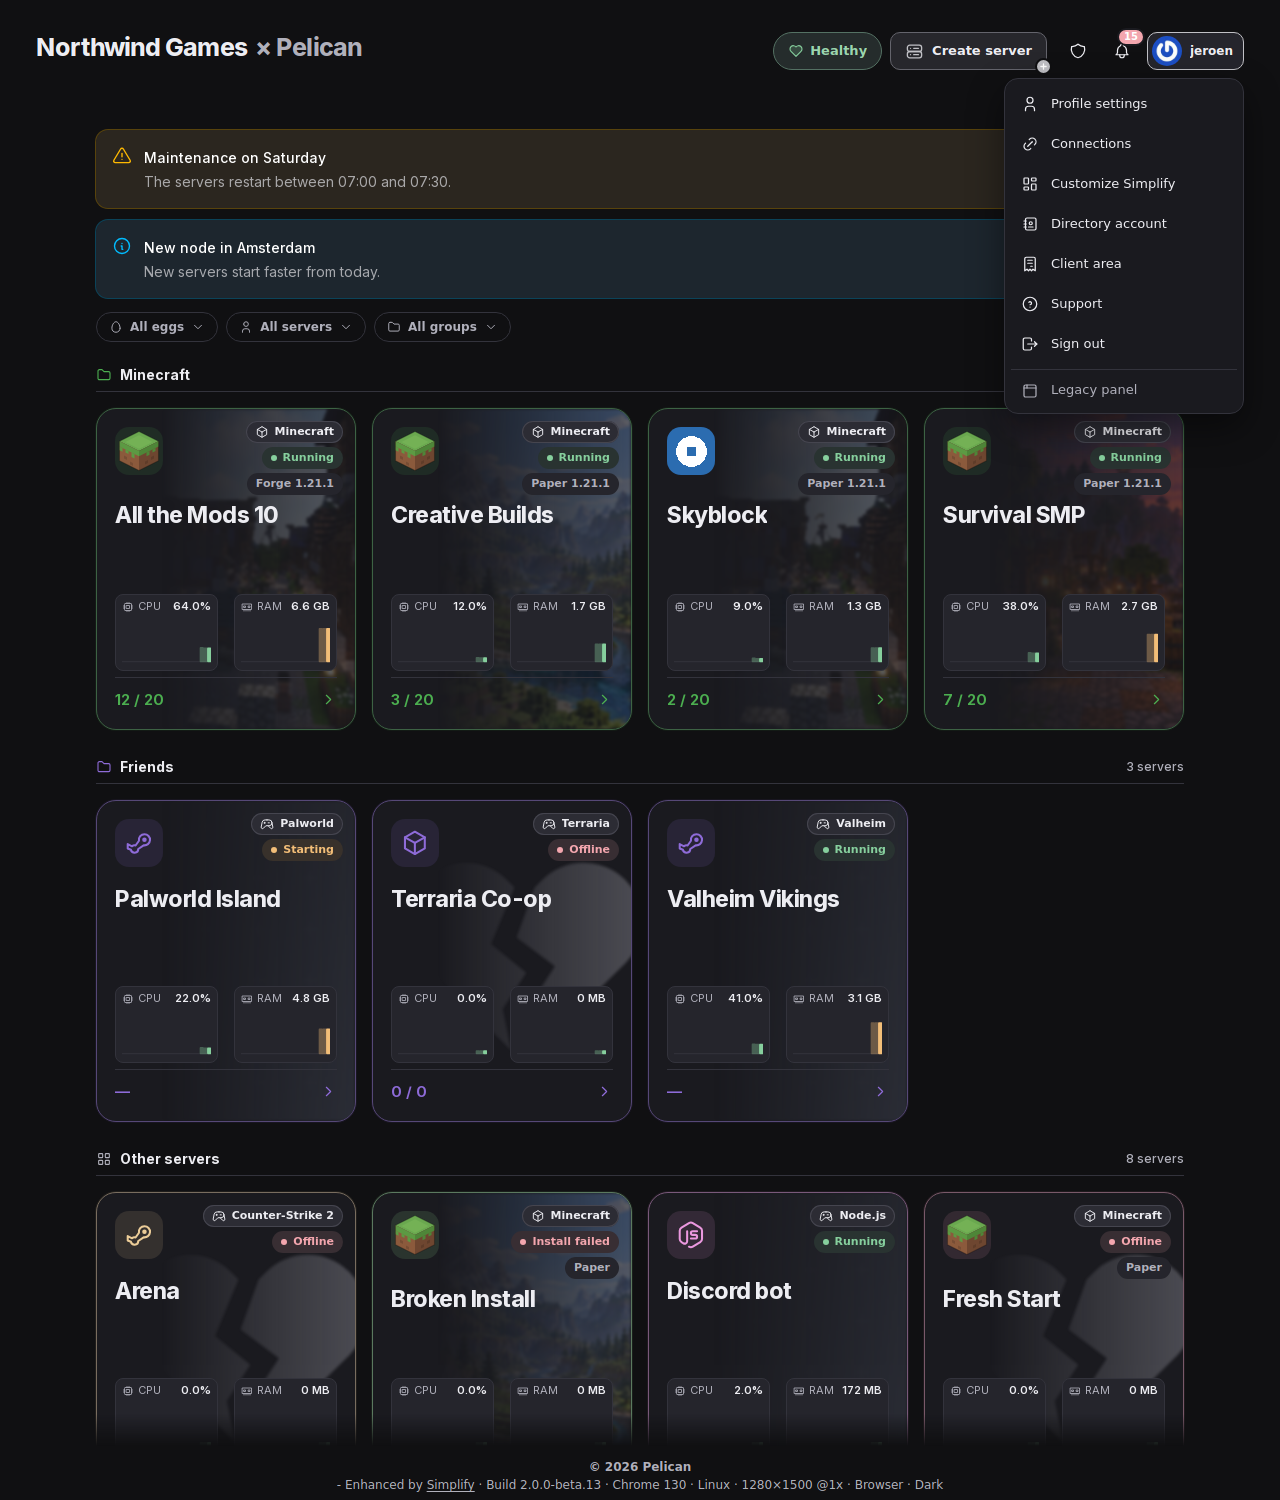 Northwind Games × Pelican
Healthy
Create server
15
jeroen
Profile settings
Connections
Customize Simplify
Directory account
Client area
Support
Sign out
Legacy panel
Maintenance on Saturday
The servers restart between 07:00 and 07:30.
New node in Amsterdam
New servers start faster from today.
All eggs
All servers
All groups
Minecraft
Minecraft
Running
Forge 1.21.1
All the Mods 10
CPU 64.0%
RAM 6.6 GB
12 / 20
Minecraft
Running
Paper 1.21.1
Creative Builds
CPU 12.0%
RAM 1.7 GB
3 / 20
Minecraft
Running
Paper 1.21.1
Skyblock
CPU 9.0%
RAM 1.3 GB
2 / 20
Minecraft
Running
Paper 1.21.1
Survival SMP
CPU 38.0%
RAM 2.7 GB
7 / 20
Friends
3 servers
Palworld
Starting
Palworld Island
CPU 22.0%
RAM 4.8 GB
—
Terraria
Offline
Terraria Co-op
CPU 0.0%
RAM 0 MB
0 / 0
Valheim
Running
Valheim Vikings
CPU 41.0%
RAM 3.1 GB
—
Other servers
8 servers
Counter-Strike 2
Offline
Arena
CPU 0.0%
RAM 0 MB
Minecraft
Install failed
Paper
Broken Install
CPU 0.0%
RAM 0 MB
Node.js
Running
Discord bot
CPU 2.0%
RAM 172 MB
Minecraft
Offline
Paper
Fresh Start
CPU 0.0%
RAM 0 MB
© 2026 Pelican
- Enhanced by Simplify · Build 2.0.0-beta.13 · Chrome 130 · Linux · 1280×1500 @1x · Browser · Dark